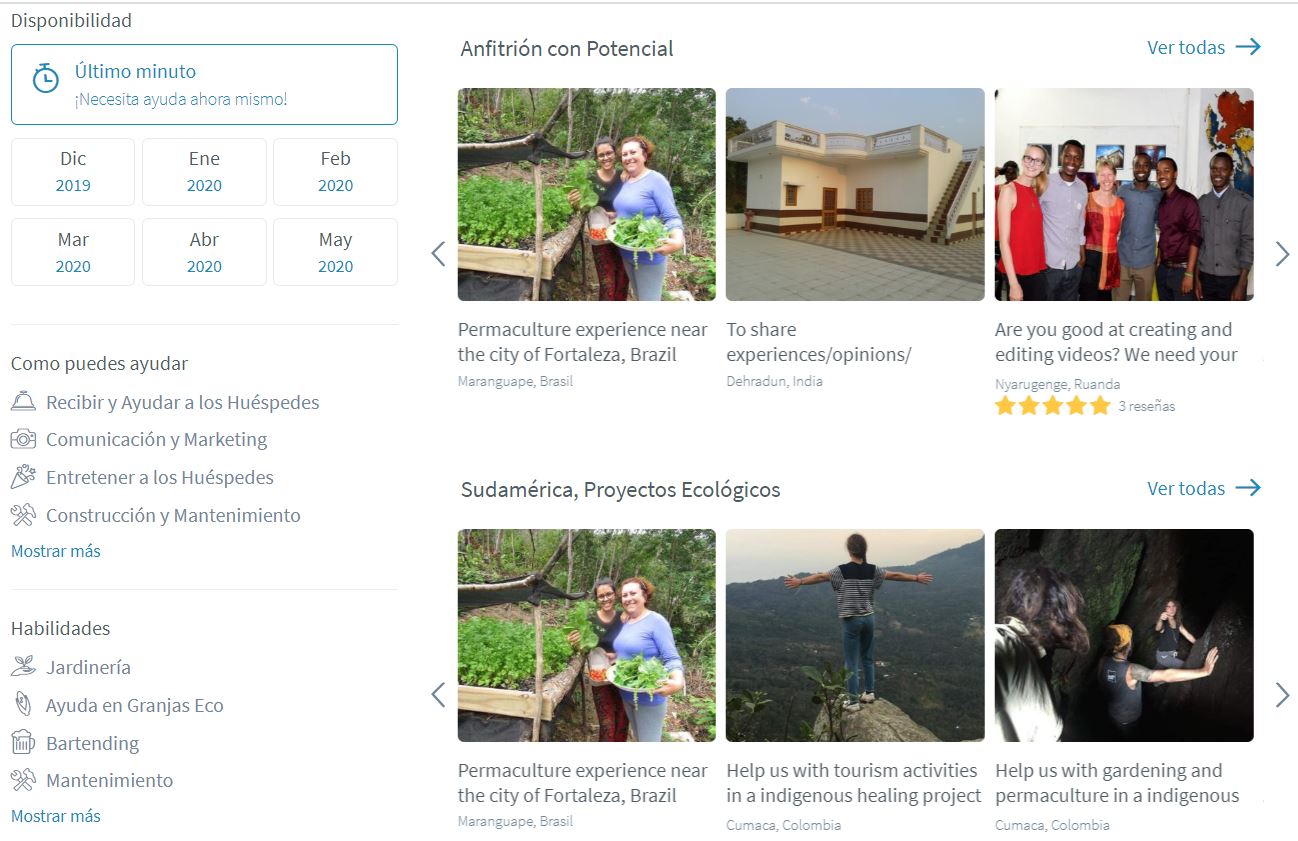 Disponibilidad
Último minuto
¡Necesita ayuda ahora mismo!
Dic
2019
Ene
2020
Feb
2020
Mar
2020
Abr
2020
May
2020
Como puedes ayudar
Recibir y Ayudar a los Huéspedes
Comunicación y Marketing
Entretener a los Huéspedes
Construcción y Mantenimiento
Mostrar más
Habilidades
Jardinería
Ayuda en Granjas Eco
Bartending
Mantenimiento
Mostrar más
Anfitrión con Potencial
Ver todas
Permaculture experience near
the city of Fortaleza, Brazil
Maranguape, Brasil
To share
experiences/opinions/
Dehradun, India
Are you good at creating and
editing videos? We need your
Nyarugenge, Ruanda
3 reseñas
Sudamérica, Proyectos Ecológicos
Ver todas
Permaculture experience near
the city of Fortaleza, Brazil
Maranguape, Brasil
Help us with tourism activities
in a indigenous healing project
Cumaca, Colombia
Help us with gardening and
permaculture in a indigenous
Cumaca, Colombia